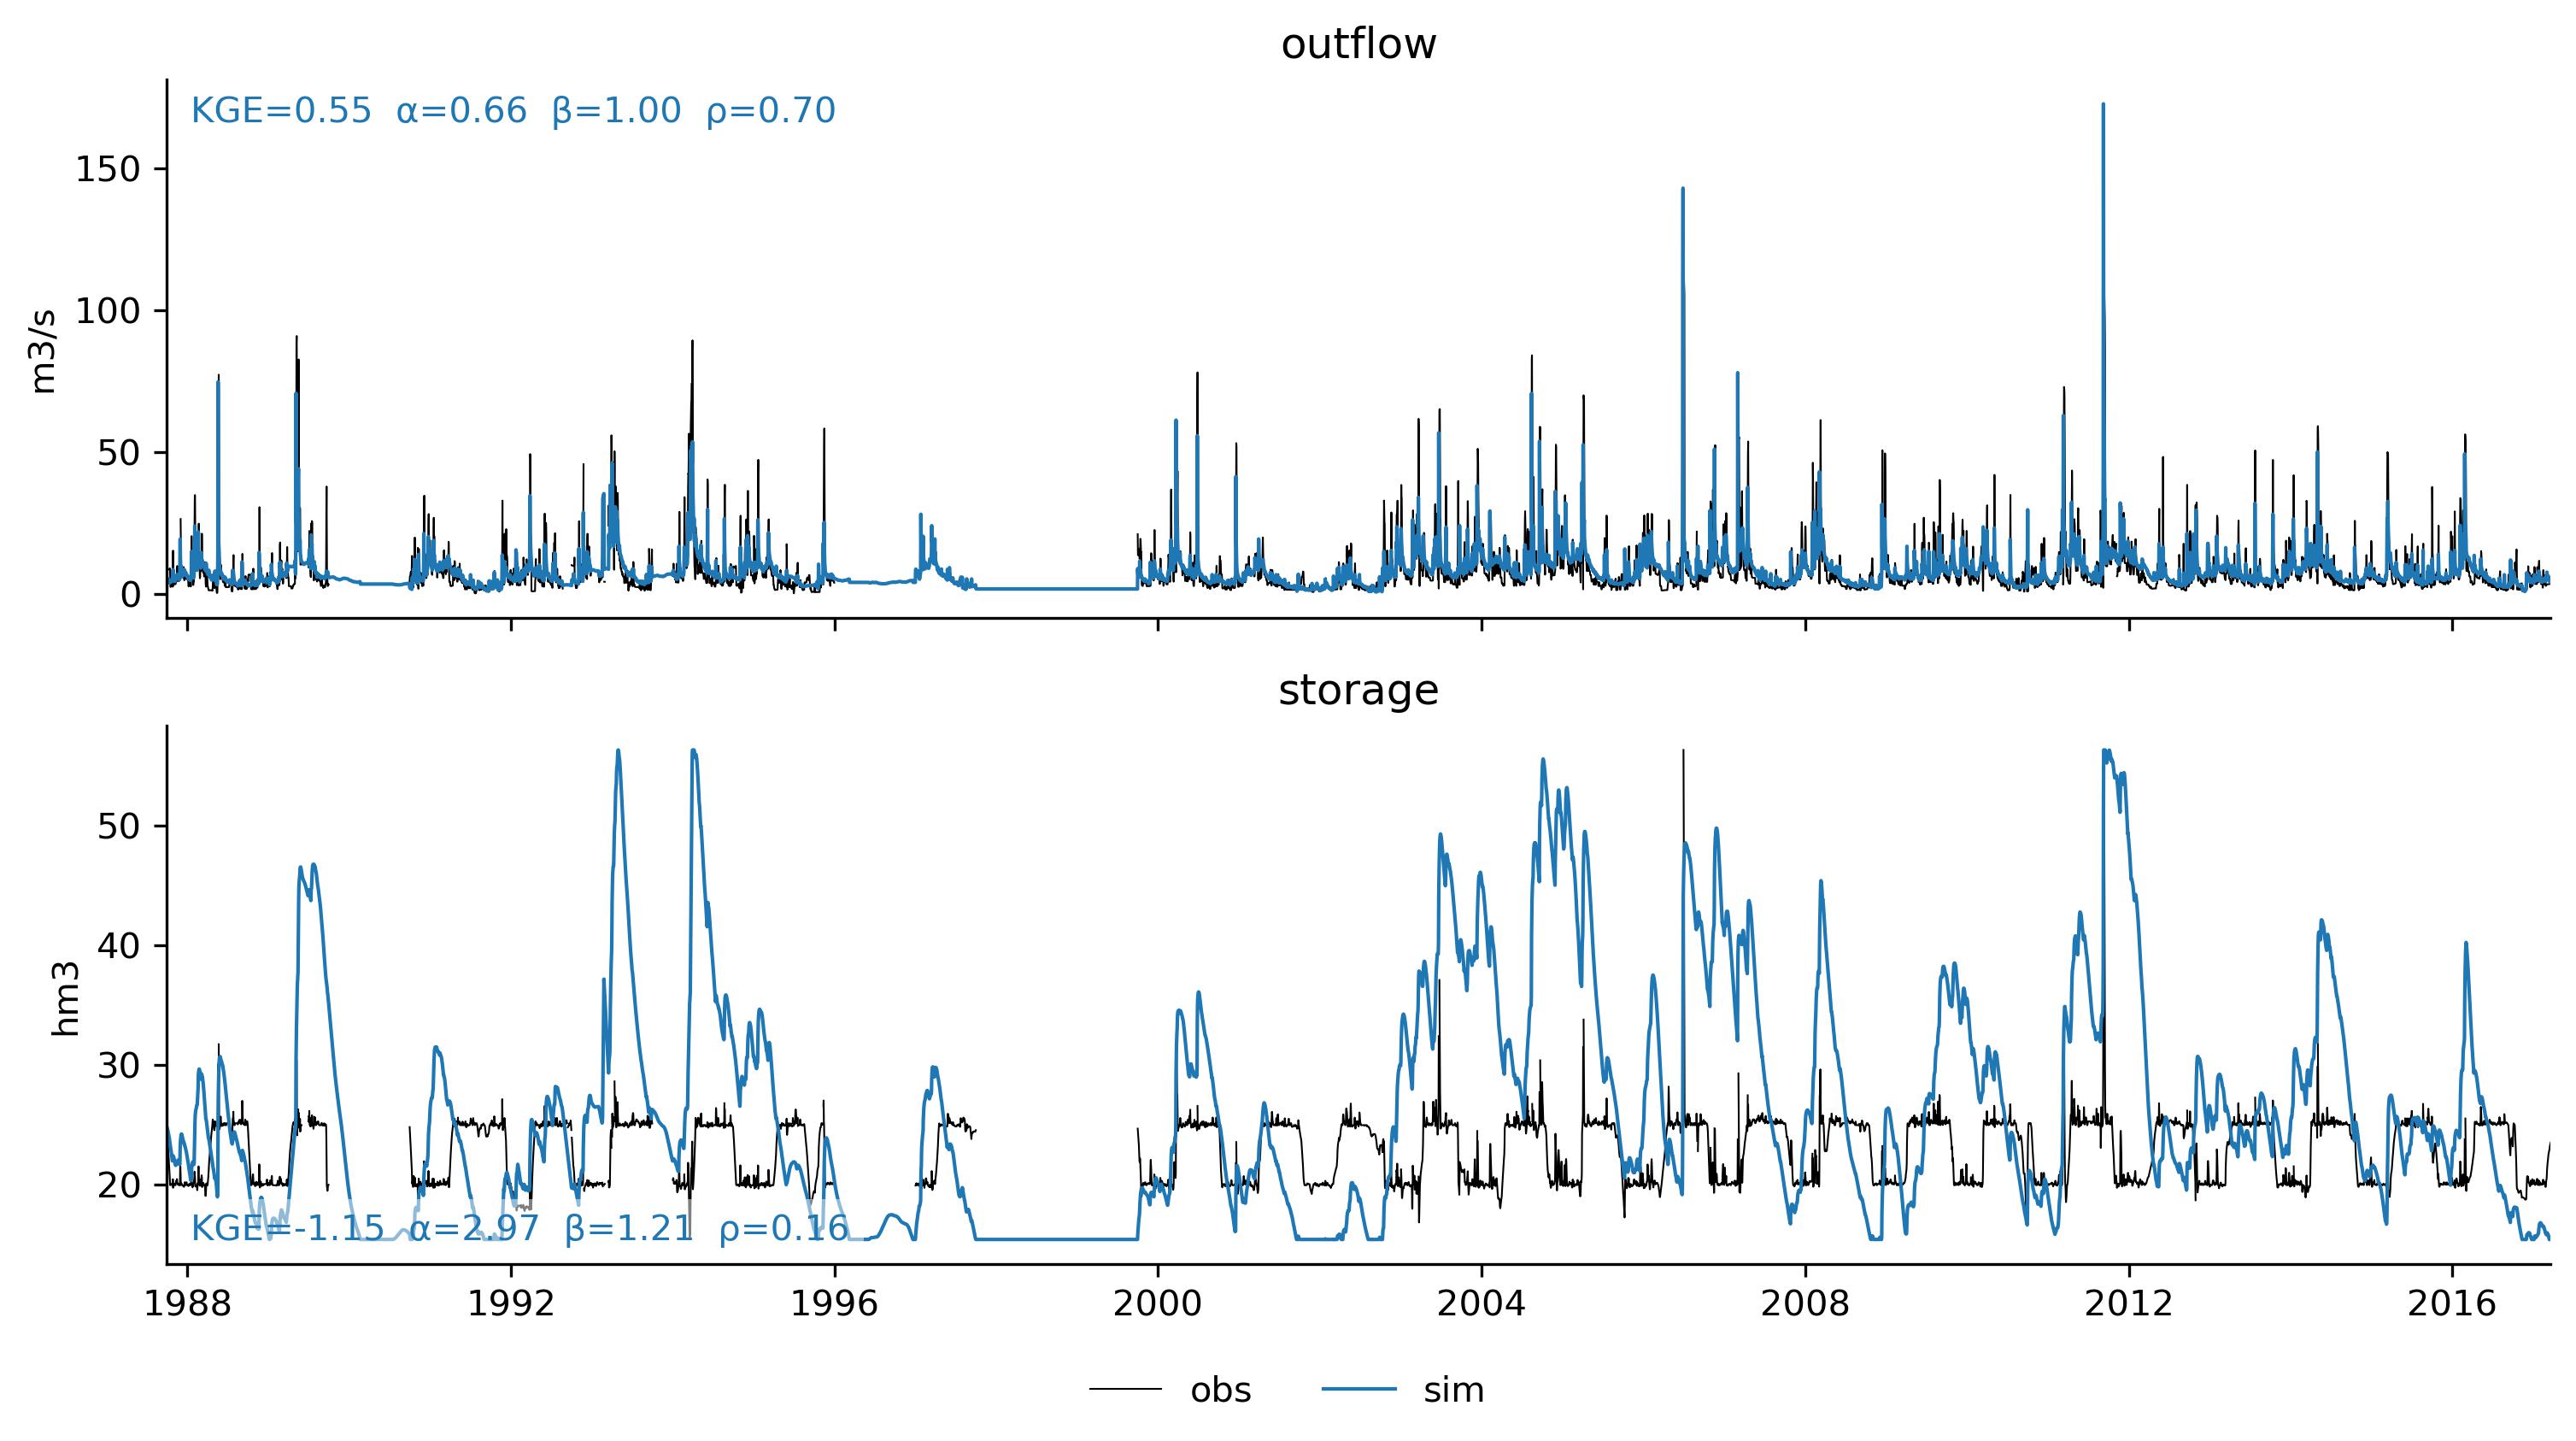 outflow
KGE=0.55 α=0.66 β=1.00 ρ=0.70
150
100
50
0
m3/s
storage
50
40
30
20
hm3
KGE=-1.15 α=2.97 β=1.21 ρ=0.16
1988 1992 1996 2000 2004 2008 2012 2016
obs sim